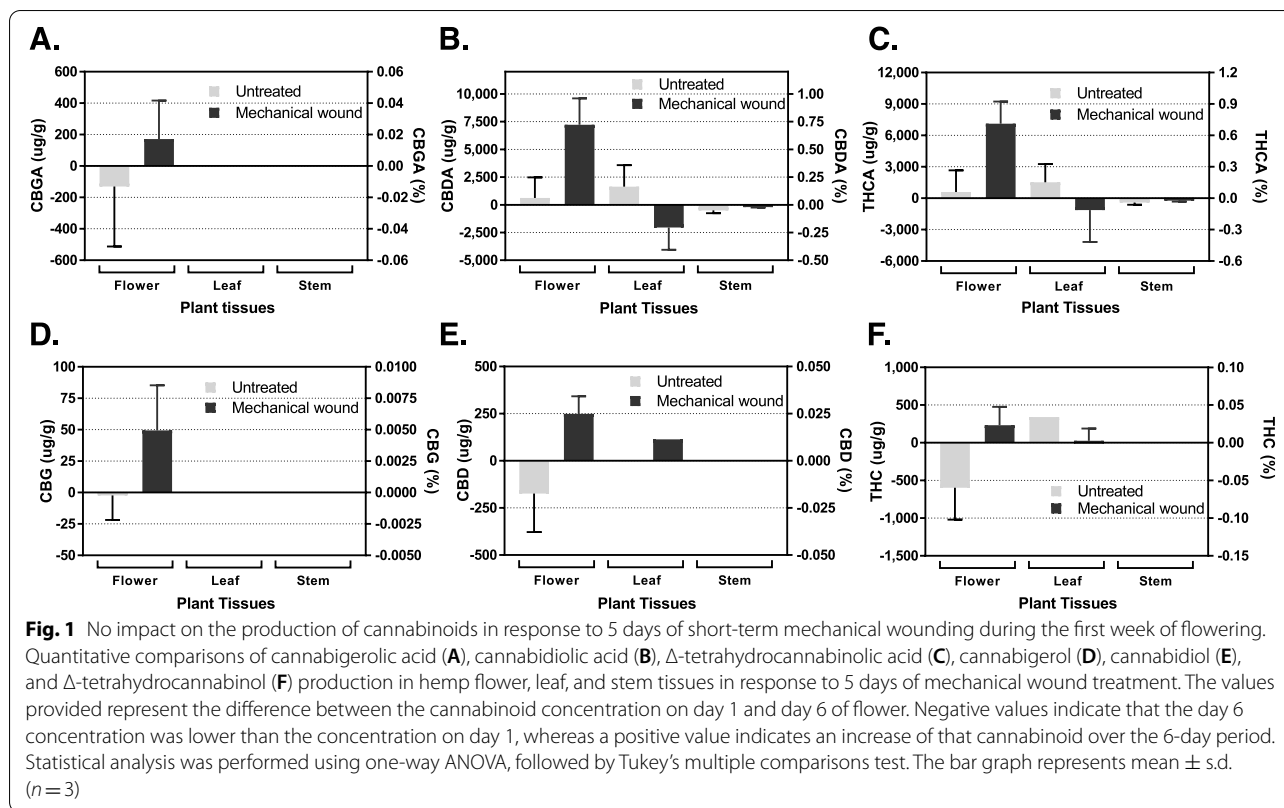 A.
600
400
200
0
-200
-400
-600
CBGA (ug/g)
0.06
0.04
0.02
0.00
-0.02
-0.04
-0.06
CBGA (%)
Untreated
Mechanical wound
Flower Leaf Stem
Plant tissues
B.
10,000
7,500
5,000
2,500
0
-2,500
-5,000
CBDA (ug/g)
1.00
0.75
0.50
0.25
0.00
-0.25
-0.50
CBDA (%)
Untreated
Mechanical wound
Flower Leaf Stem
Plant Tissues
C.
12,000
9,000
6,000
3,000
0
-3,000
-6,000
THCA (ug/g)
1.2
0.9
0.6
0.3
0.0
-0.3
-0.6
THCA (%)
Untreated
Mechanical wound
Flower Leaf Stem
Plant Tissues
D.
100
75
50
25
0
-25
-50
CBG (ug/g)
0.0100
0.0075
0.0050
0.0025
0.0000
-0.0025
-0.0050
CBG (%)
Untreated
Mechanical wound
Flower Leaf Stem
Plant Tissues
E.
500
250
0
-250
-500
CBD (ug/g)
0.050
0.025
0.000
-0.025
-0.050
CBD (%)
Untreated
Mechanical wound
Flower Leaf Stem
Plant Tissues
F.
1,000
500
0
-500
-1,000
-1,500
THC (ug/g)
0.10
0.05
0.00
-0.05
-0.10
-0.15
THC (%)
Untreated
Mechanical wound
Flower Leaf Stem
Plant Tissues
Fig. 1 No impact on the production of cannabinoids in response to 5 days of short-term mechanical wounding during the first week of flowering.
Quantitative comparisons of cannabigerolic acid (A), cannabidiolic acid (B), Δ-tetrahydrocannabinolic acid (C), cannabigerol (D), cannabidiol (E),
and Δ-tetrahydrocannabinol (F) production in hemp flower, leaf, and stem tissues in response to 5 days of mechanical wound treatment. The values
provided represent the difference between the cannabinoid concentration on day 1 and day 6 of flower. Negative values indicate that the day 6
concentration was lower than the concentration on day 1, whereas a positive value indicates an increase of that cannabinoid over the 6-day period.
Statistical analysis was performed using one-way ANOVA, followed by Tukey's multiple comparisons test. The bar graph represents mean ± s.d.
(n = 3)